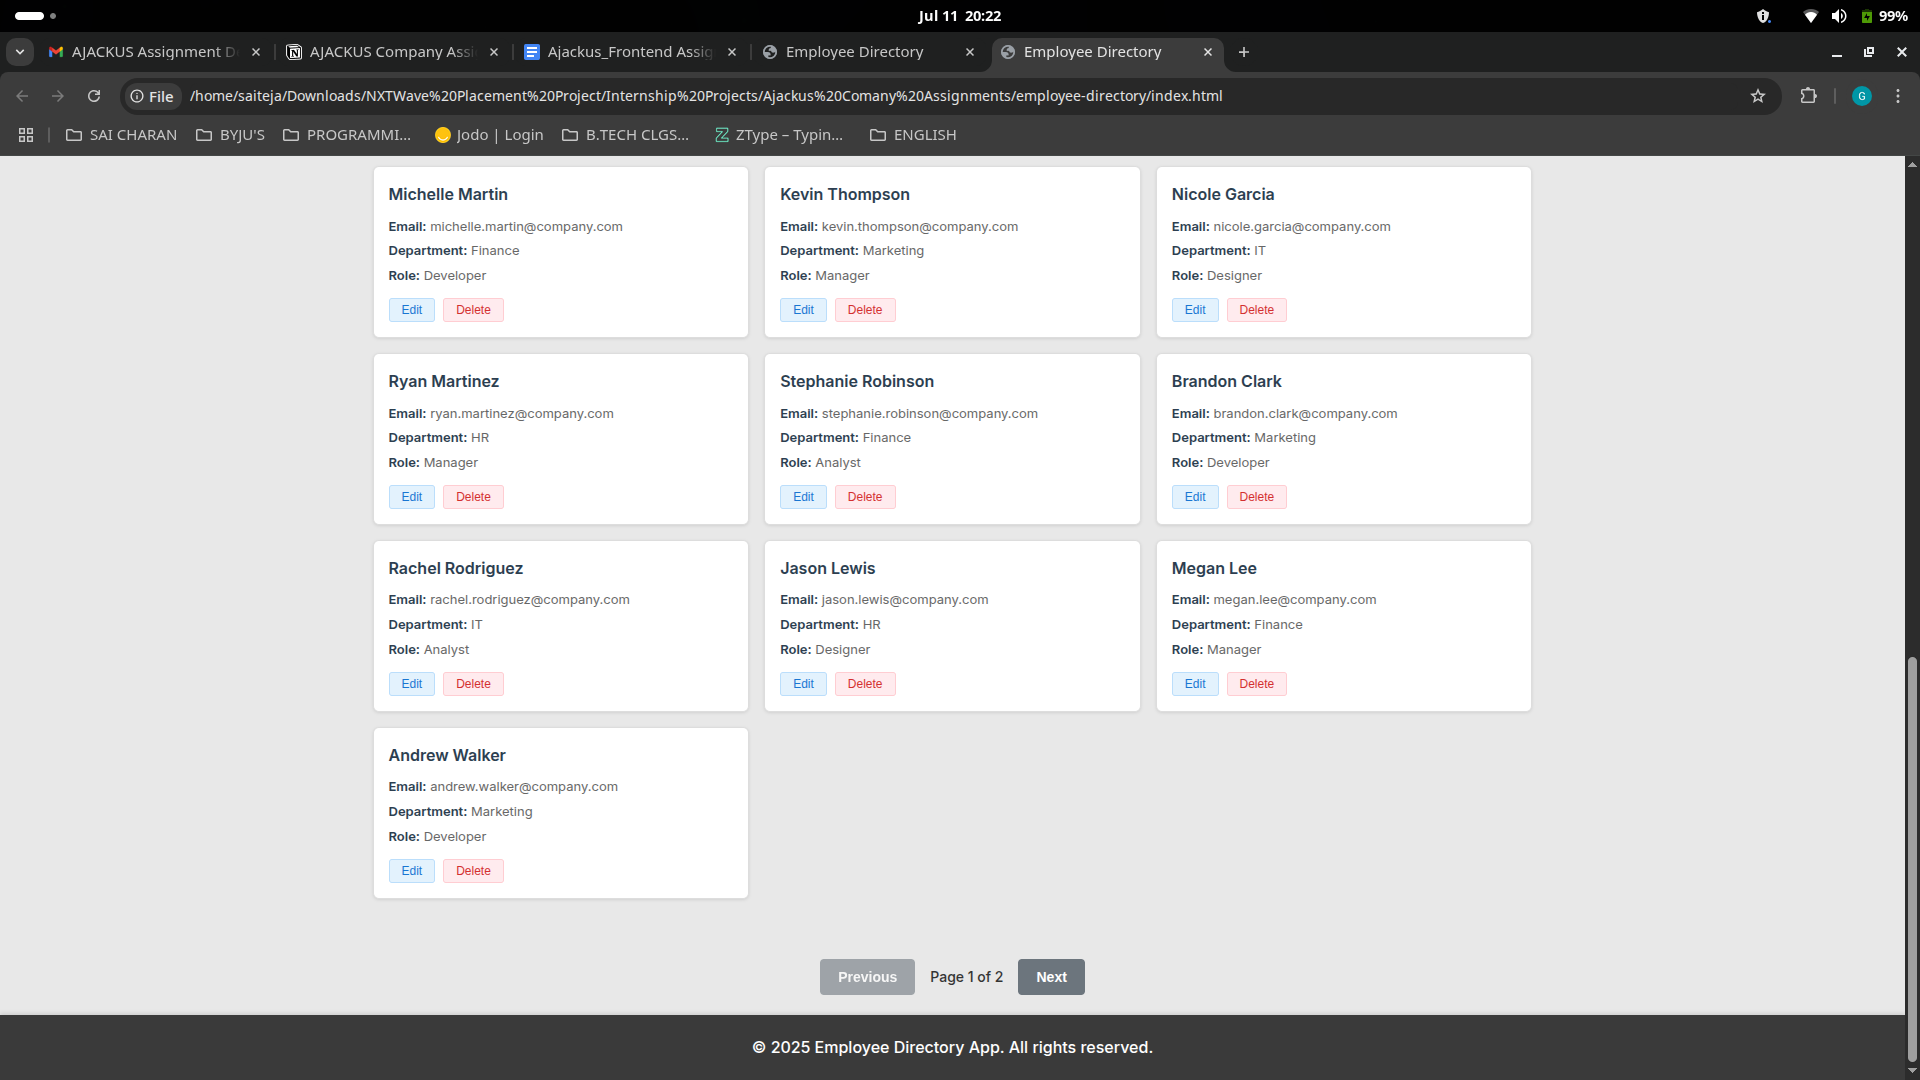 Jul 11 20:22
99%
AJACKUS Assignment D
AJACKUS Company Assi
Ajackus_Frontend Assig
Employee Directory
Employee Directory
File
/home/saiteja/Downloads/NXTWave%20Placement%20Project/Internship%20Projects/Ajackus%20Comany%20Assignments/employee-directory/index.html
G
SAI CHARAN
BYJU'S
PROGRAMMI...
Jodo | Login
B.TECH CLGS...
ZType – Typin...
ENGLISH
Michelle Martin
Email: michelle.martin@company.com
Department: Finance
Role: Developer
Edit Delete
Kevin Thompson
Email: kevin.thompson@company.com
Department: Marketing
Role: Manager
Edit Delete
Nicole Garcia
Email: nicole.garcia@company.com
Department: IT
Role: Designer
Edit Delete
Ryan Martinez
Email: ryan.martinez@company.com
Department: HR
Role: Manager
Edit Delete
Stephanie Robinson
Email: stephanie.robinson@company.com
Department: Finance
Role: Analyst
Edit Delete
Brandon Clark
Email: brandon.clark@company.com
Department: Marketing
Role: Developer
Edit Delete
Rachel Rodriguez
Email: rachel.rodriguez@company.com
Department: IT
Role: Analyst
Edit Delete
Jason Lewis
Email: jason.lewis@company.com
Department: HR
Role: Designer
Edit Delete
Megan Lee
Email: megan.lee@company.com
Department: Finance
Role: Manager
Edit Delete
Andrew Walker
Email: andrew.walker@company.com
Department: Marketing
Role: Developer
Edit Delete
Previous Page 1 of 2 Next
© 2025 Employee Directory App. All rights reserved.